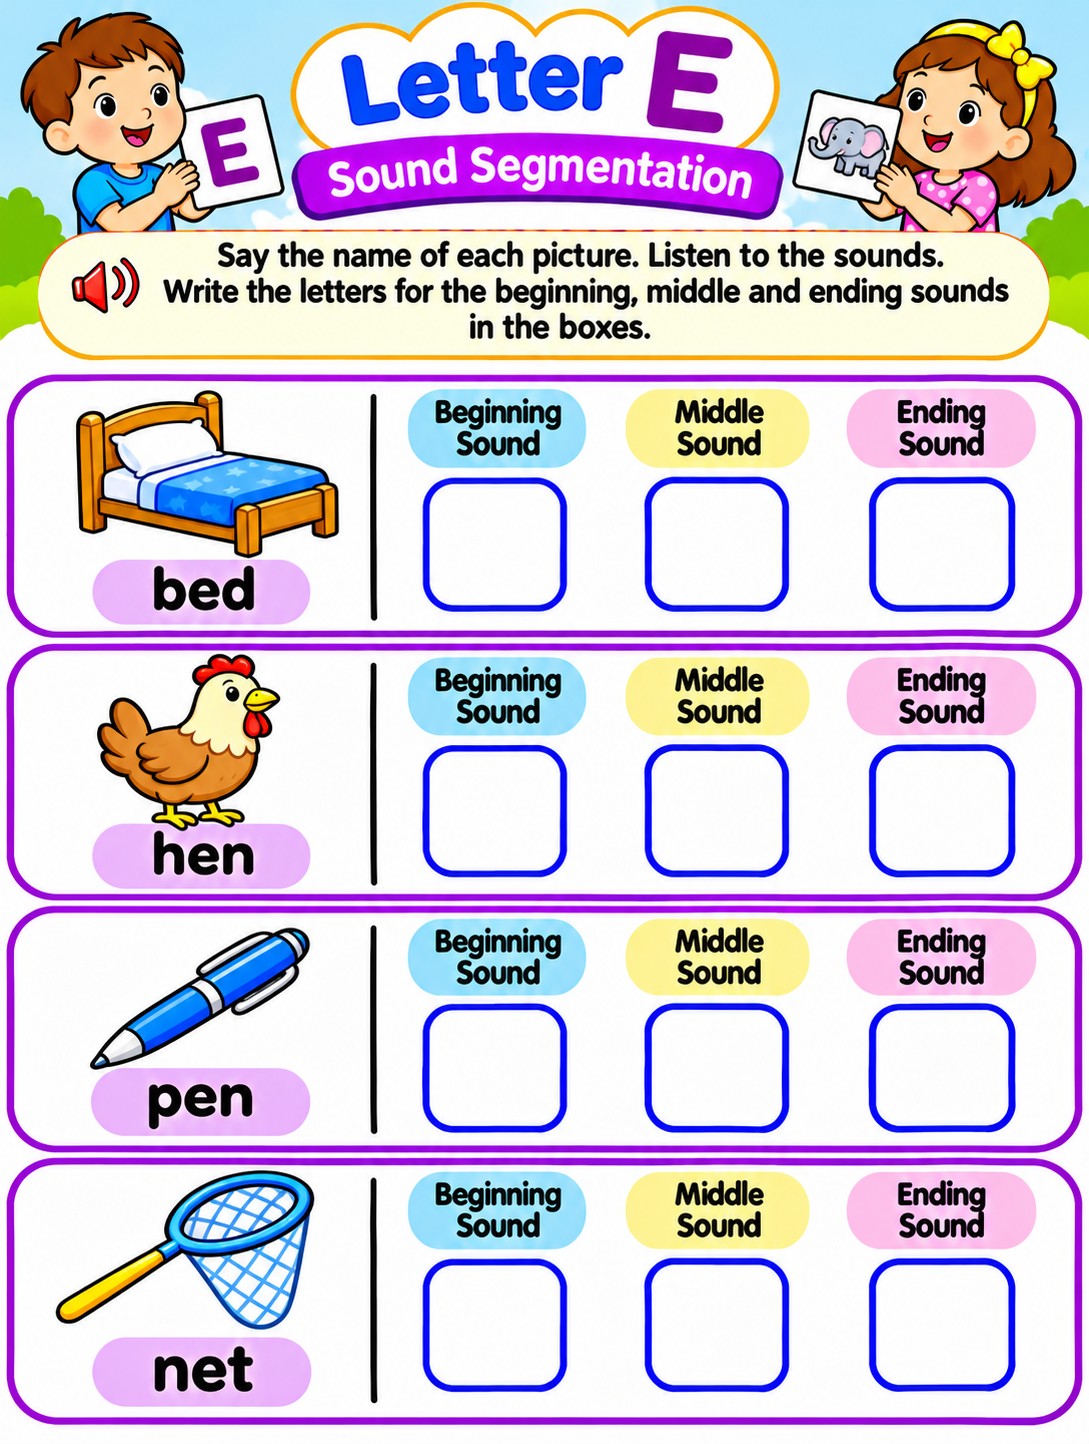 Letter E
E
Sound Segmentation
Say the name of each picture. Listen to the sounds.
Write the letters for the beginning, middle and ending sounds
in the boxes.
Beginning Sound
Middle Sound
Ending Sound
bed
Beginning Sound
Middle Sound
Ending Sound
hen
Beginning Sound
Middle Sound
Ending Sound
pen
Beginning Sound
Middle Sound
Ending Sound
net